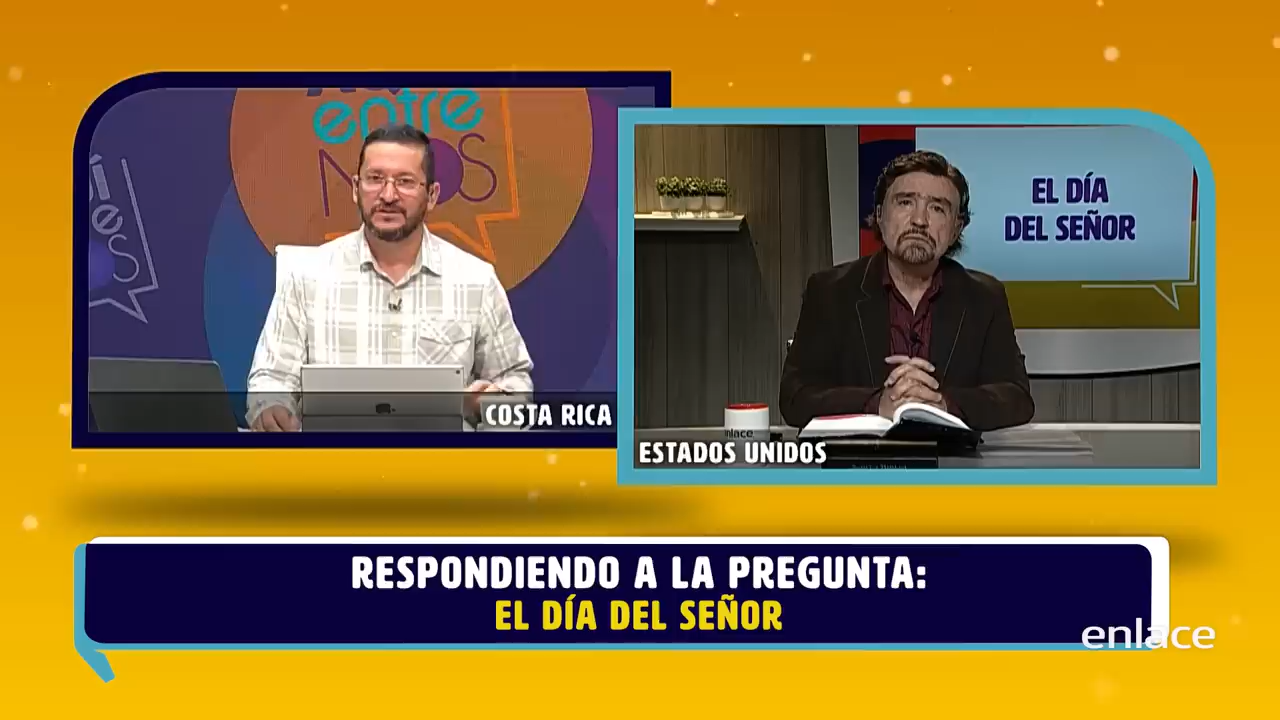 entre
NOS
EL DÍA
DEL SEÑOR
COSTA RICA
enlace
ESTADOS UNIDOS
RESPONDIENDO A LA PREGUNTA:
EL DÍA DEL SEÑOR
enlace